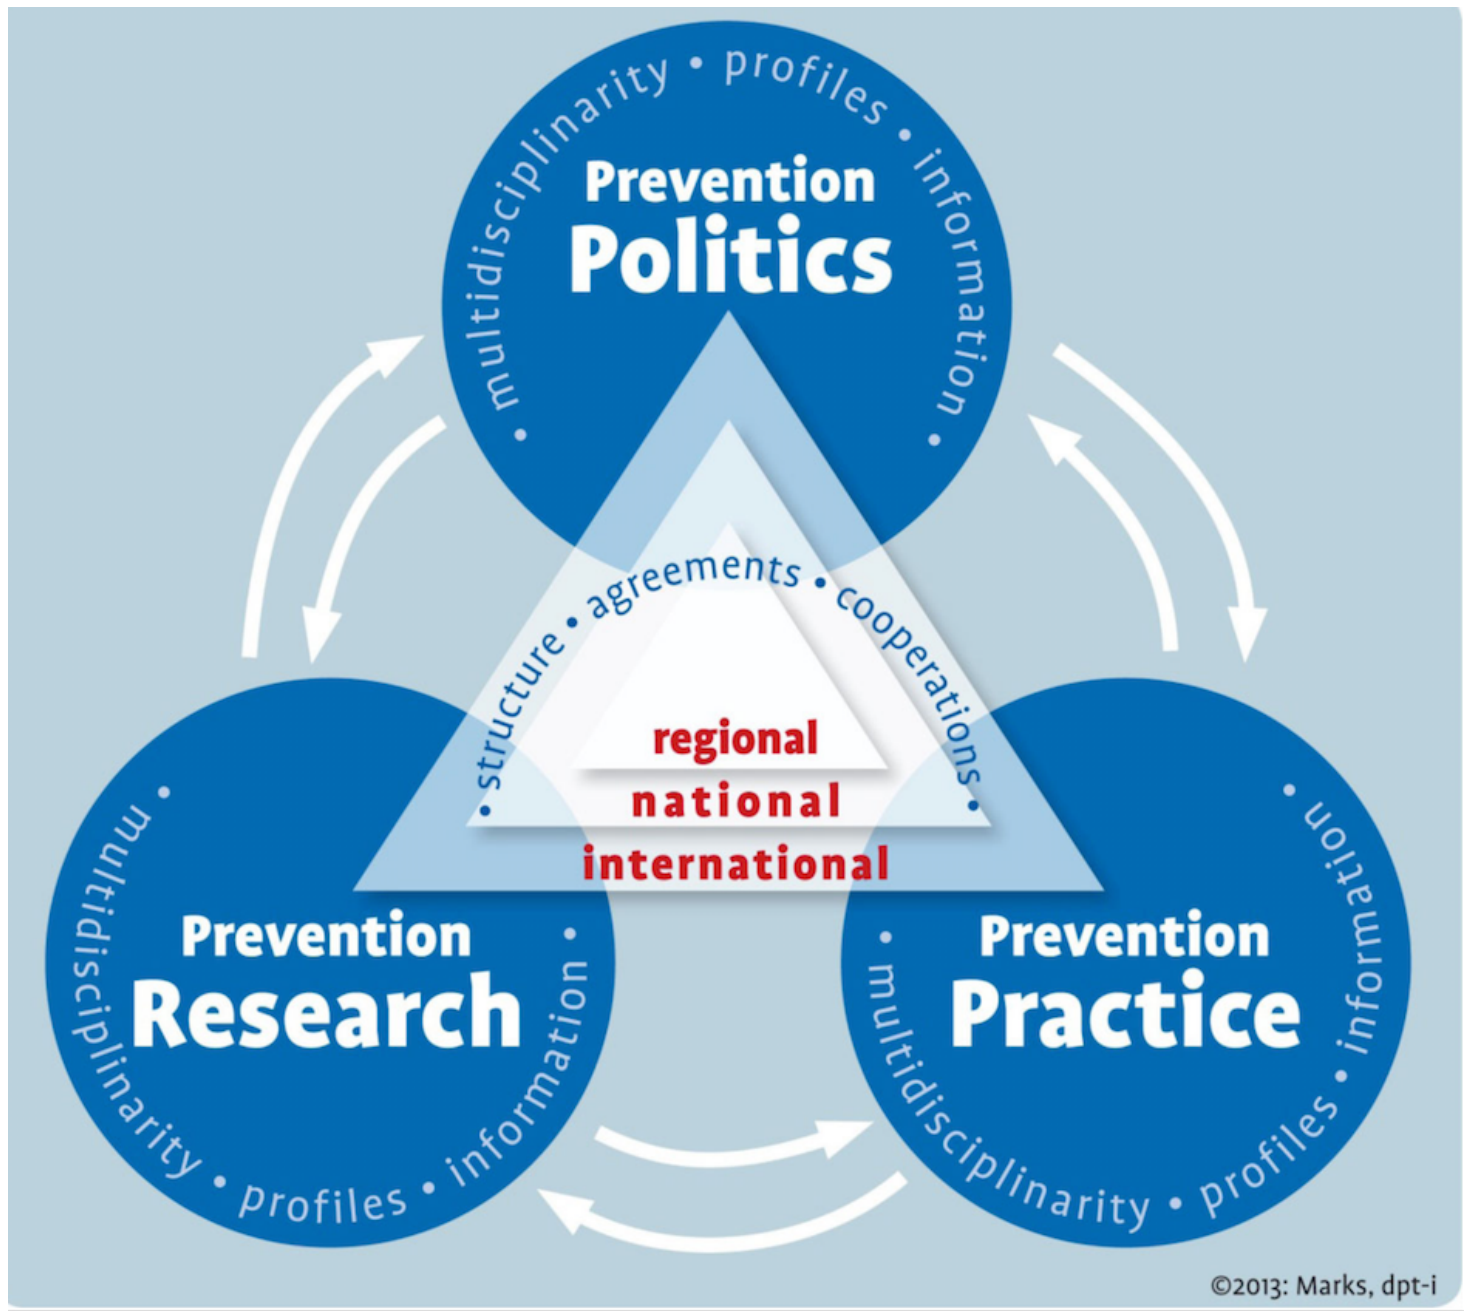 • multidisciplinarity • profiles • information •
Prevention
Politics
• structure • agreements • cooperations •
regional
national
international
Prevention
Research
• multidisciplinarity • profiles • information •
Prevention
Practice
• multidisciplinarity • profiles • information •
©2013: Marks, dpt-i